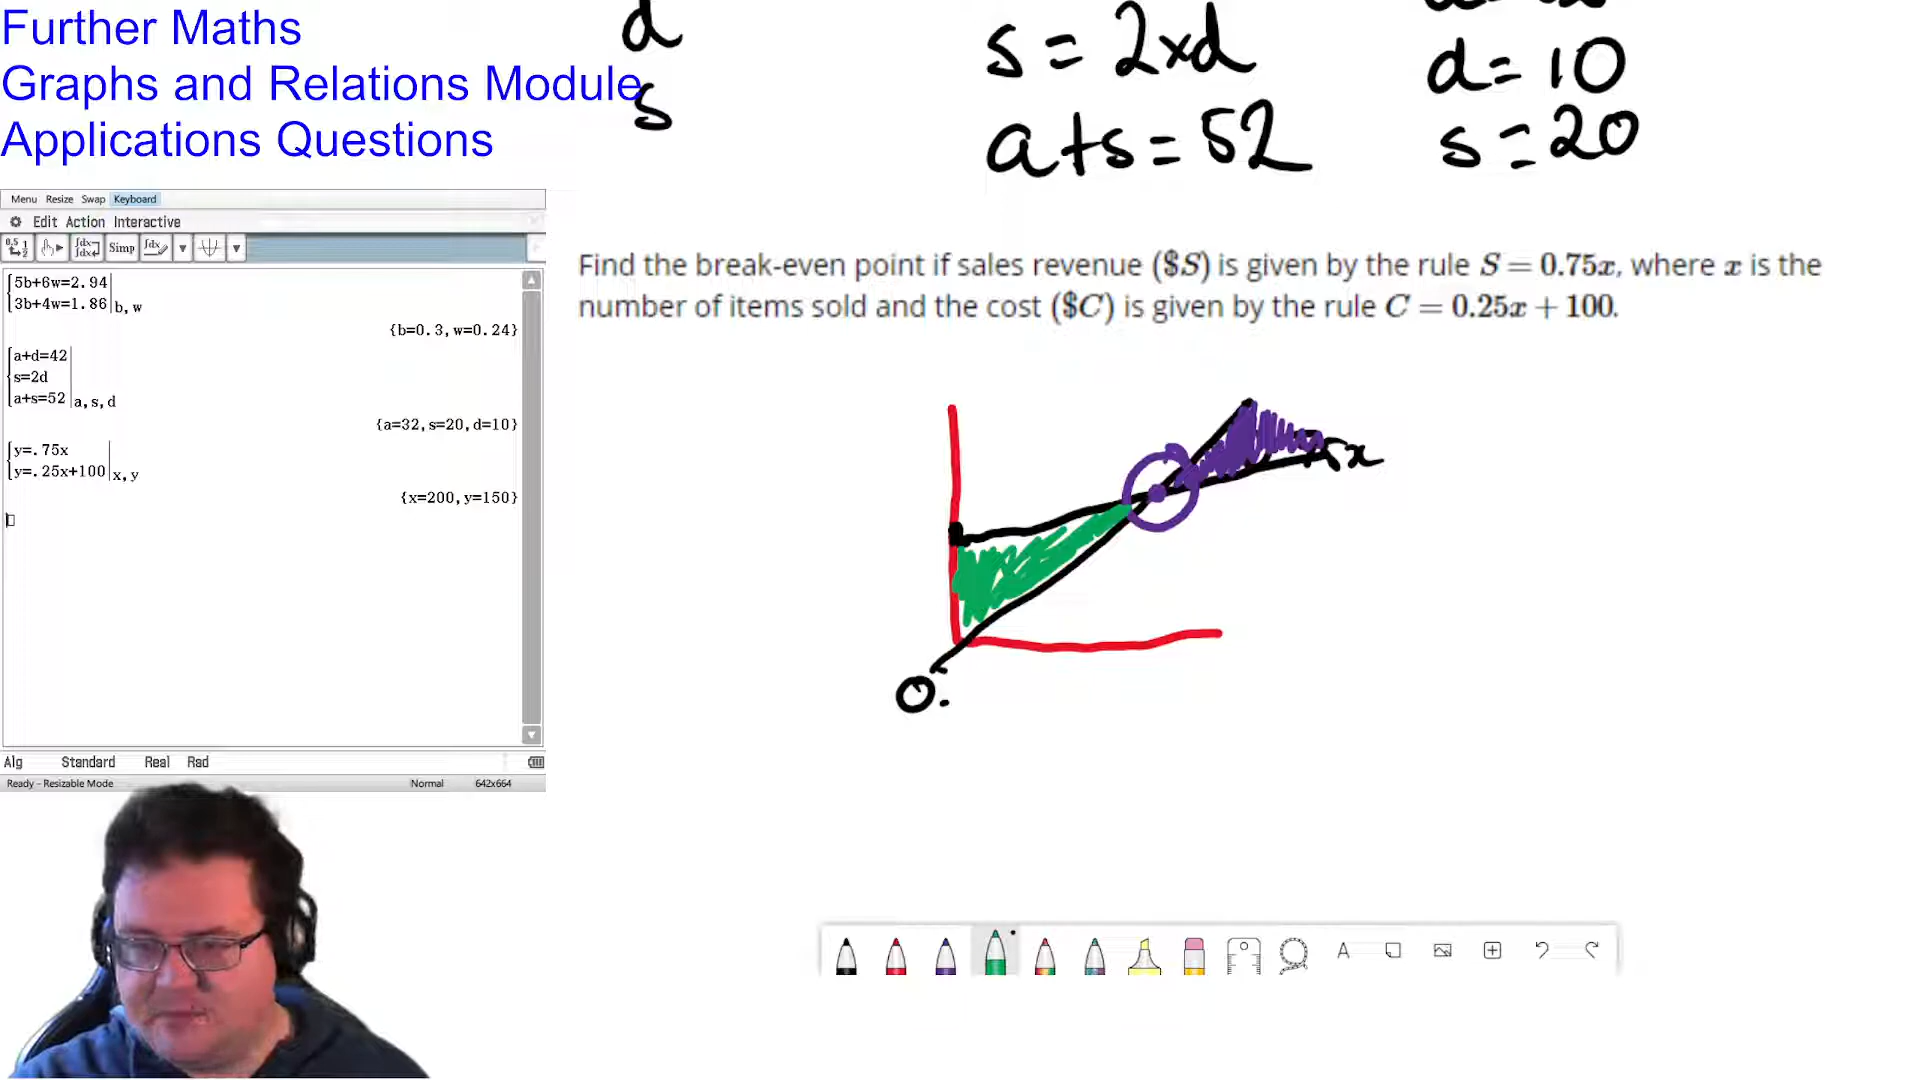 Further Maths
Graphs and Relations Module
Applications Questions
d
s
s = 2xd
a+s=52
d= 10
s=20
Menu Resize Swap Keyboard
Edit Action Interactive
Simp
5b+6w=2.94
3b+4w=1.86 b, w
{b=0.3, w=0.24}
a+d=42
s=2d
a+s=52 a, s, d
{a=32, s=20, d=10}
y=.75x
y=.25x+100 x, y
{x=200, y=150}
Alg Standard Real Rad
Ready - Resizable Mode Normal 642x664
Find the break-even point if sales revenue ($S) is given by the rule S = 0.75x, where x is the
number of items sold and the cost ($C) is given by the rule C = 0.25x + 100.
x
0.
A